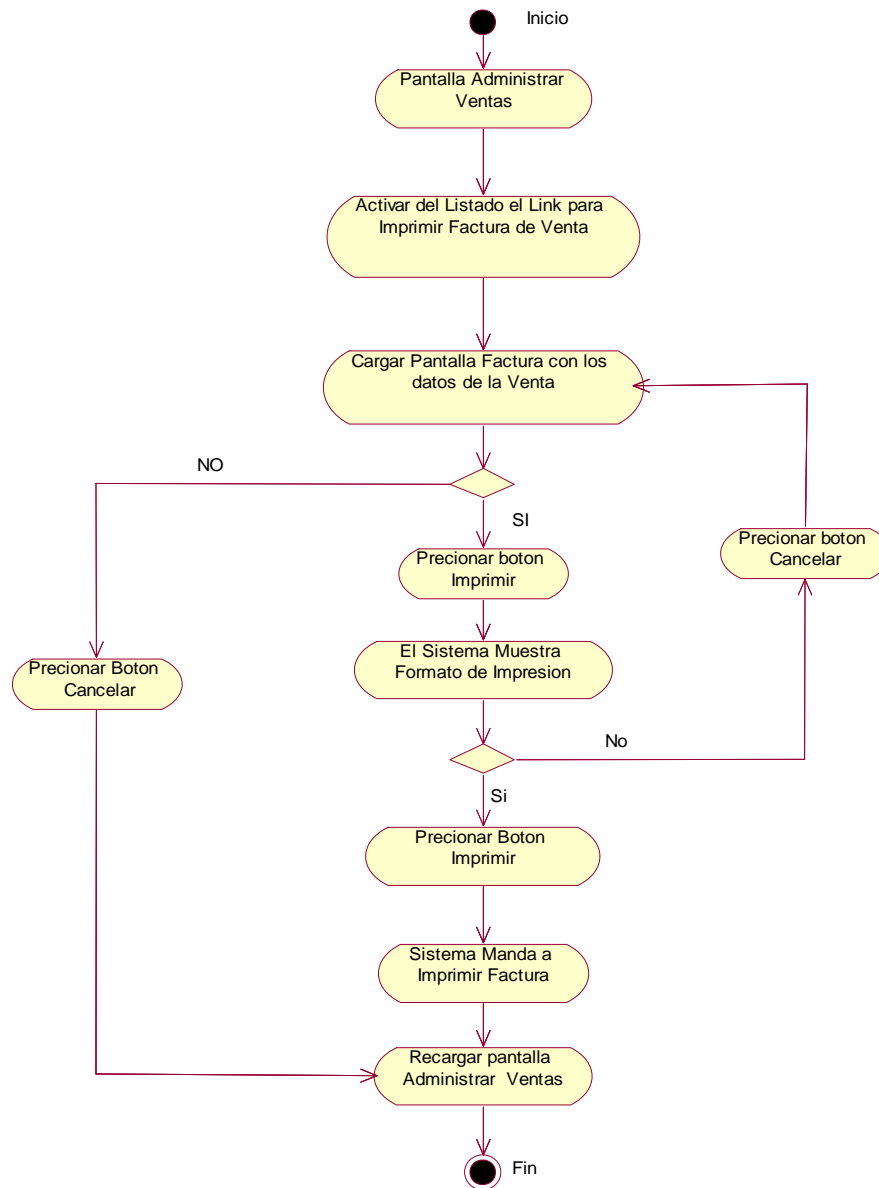 Inicio
Pantalla Administrar
Ventas
Activar del Listado el Link para
Imprimir Factura de Venta
Cargar Pantalla Factura con los
datos de la Venta
NO
SI
Precionar boton
Imprimir
Precionar boton
Cancelar
El Sistema Muestra
Formato de Impresion
Precionar Boton
Cancelar
No
Si
Precionar Boton
Imprimir
Sistema Manda a
Imprimir Factura
Recargar pantalla
Administrar Ventas
Fin